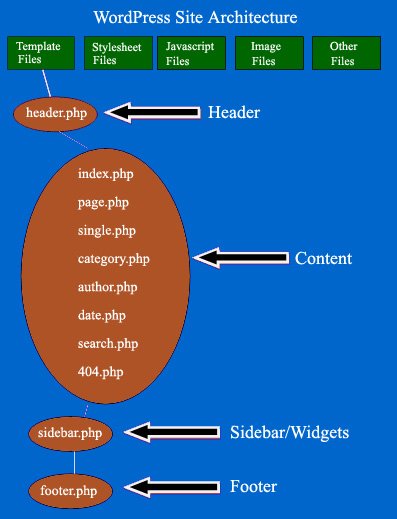 WordPress Site Architecture
Template
Files
Stylesheet
Files
Javascript
Files
Image
Files
Other
Files
header.php
Header
index.php
page.php
single.php
category.php
Content
author.php
date.php
search.php
404.php
sidebar.php
Sidebar/Widgets
footer.php
Footer